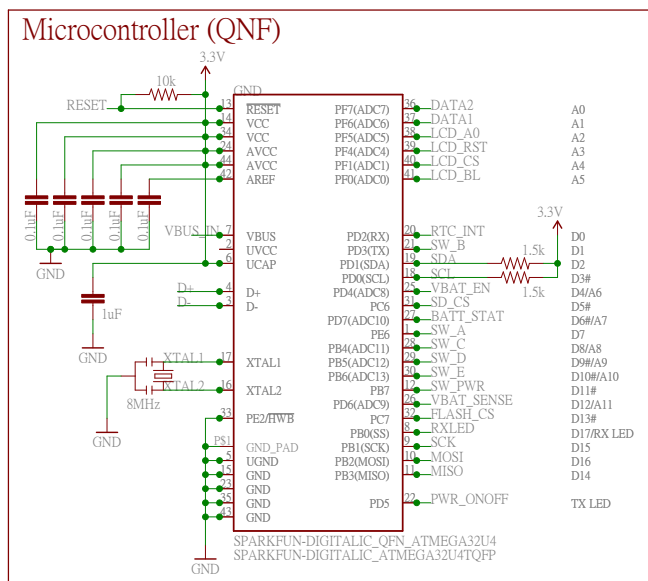 Microcontroller (QNF)
3.3V
GND
10k
RESET 13 RESET PF7(ADC7) 36 DATA2 A0
14 VCC PF6(ADC6) 37 DATA1 A1
34 VCC PF5(ADC5) 38 LCD_A0 A2
24 AVCC PF4(ADC4) 39 LCD_RST A3
44 AVCC PF1(ADC1) 40 LCD_CS A4
42 AREF PF0(ADC0) 41 LCD_BL A5
0.1uF 0.1uF 0.1uF 0.1uF 0.1uF
3.3V
VBUS_IN 7 VBUS PD2(RX) 20 RTC_INT D0
2 UVCC PD3(TX) 21 SW_B D1
6 UCAP PD1(SDA) 19 SDA 1.5k D2
GND
PD0(SCL) 18 SCL 1.5k D3#
D+ 4 D+ PD4(ADC8) 25 VBAT_EN D4/A6
D- 3 D- PC6 31 SD_CS D5#
1uF
PD7(ADC10) 27 BATT_STAT D6#/A7
PE6 1 SW_A D7
GND
PB4(ADC11) 28 SW_C D8/A8
XTAL1 17 XTAL1 PB5(ADC12) 29 SW_D D9#/A9
PB6(ADC13) 30 SW_E D10#/A10
XTAL2 16 XTAL2 PB7 12 SW_PWR D11#
8MHz
PD6(ADC9) 26 VBAT_SENSE D12/A11
33 PE2/HWB PC7 32 FLASH_CS D13#
GND
PB0(SS) 8 RXLED D17/RX LED
P$1 GND_PAD PB1(SCK) 9 SCK D15
5 UGND PB2(MOSI) 10 MOSI D16
15 GND PB3(MISO) 11 MISO D14
23 GND
35 GND PD5 22 PWR_ONOFF TX LED
43 GND
SPARKFUN-DIGITALIC_QFN_ATMEGA32U4
SPARKFUN-DIGITALIC_ATMEGA32U4TQFP
GND